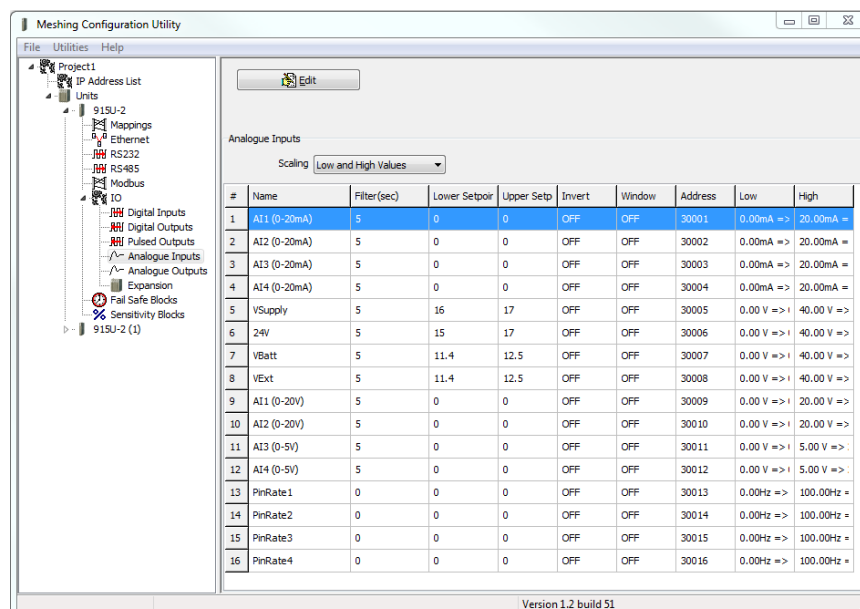 Meshing Configuration Utility
File Utilities Help
Project1
IP Address List
Units
915U-2
Mappings
Ethernet
RS232
RS485
Modbus
IO
Digital Inputs
Digital Outputs
Pulsed Outputs
Analogue Inputs
Analogue Outputs
Expansion
Fail Safe Blocks
Sensitivity Blocks
915U-2 (1)
Edit
Analogue Inputs
Scaling Low and High Values
# Name Filter(sec) Lower Setpoir Upper Setp Invert Window Address Low High
1 AI1 (0-20mA) 5 0 0 OFF OFF 30001 0.00mA => 20.00mA =
2 AI2 (0-20mA) 5 0 0 OFF OFF 30002 0.00mA => 20.00mA =
3 AI3 (0-20mA) 5 0 0 OFF OFF 30003 0.00mA => 20.00mA =
4 AI4 (0-20mA) 5 0 0 OFF OFF 30004 0.00mA => 20.00mA =
5 VSupply 5 16 17 OFF OFF 30005 0.00 V => 40.00 V =>
6 24V 5 15 17 OFF OFF 30006 0.00 V => 40.00 V =>
7 VBatt 5 11.4 12.5 OFF OFF 30007 0.00 V => 40.00 V =>
8 VExt 5 11.4 12.5 OFF OFF 30008 0.00 V => 40.00 V =>
9 AI1 (0-20V) 5 0 0 OFF OFF 30009 0.00 V => 20.00 V =>
10 AI2 (0-20V) 5 0 0 OFF OFF 30010 0.00 V => 20.00 V =>
11 AI3 (0-5V) 5 0 0 OFF OFF 30011 0.00 V => 5.00 V =>
12 AI4 (0-5V) 5 0 0 OFF OFF 30012 0.00 V => 5.00 V =>
13 PinRate1 0 0 0 OFF OFF 30013 0.00Hz => 100.00Hz =
14 PinRate2 0 0 0 OFF OFF 30014 0.00Hz => 100.00Hz =
15 PinRate3 0 0 0 OFF OFF 30015 0.00Hz => 100.00Hz =
16 PinRate4 0 0 0 OFF OFF 30016 0.00Hz => 100.00Hz =
Version 1.2 build 51